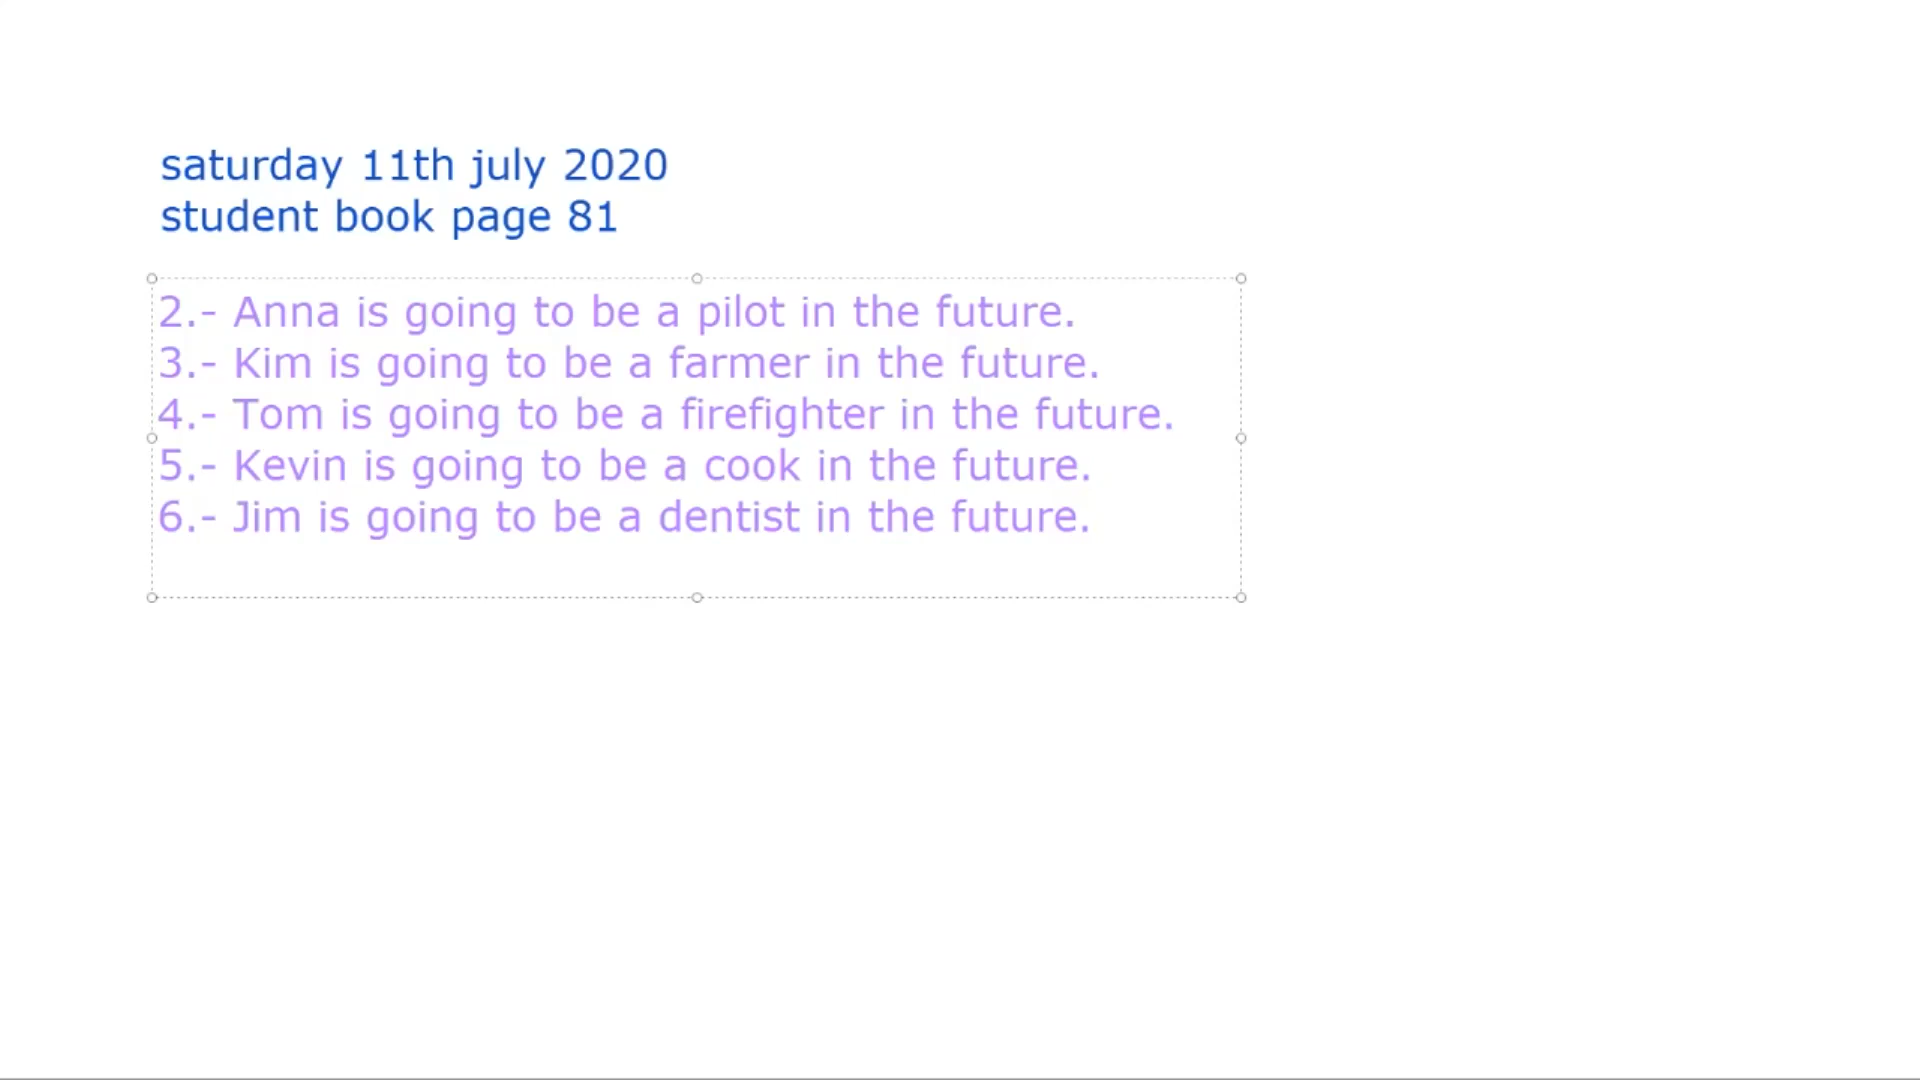 saturday 11th july 2020
student book page 81
2.- Anna is going to be a pilot in the future.
3.- Kim is going to be a farmer in the future.
4.- Tom is going to be a firefighter in the future.
5.- Kevin is going to be a cook in the future.
6.- Jim is going to be a dentist in the future.